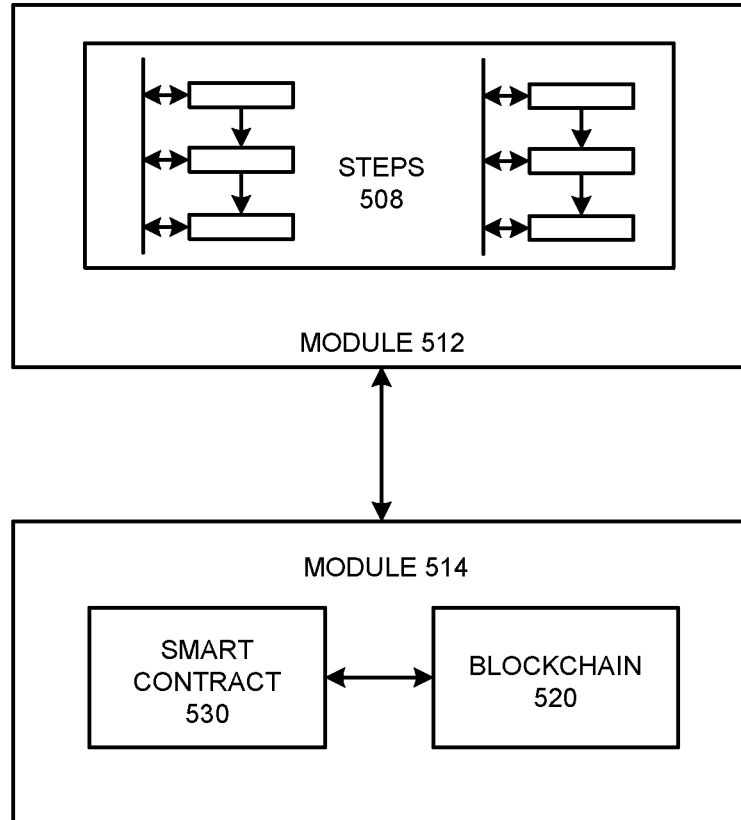 STEPS
508
MODULE 512
MODULE 514
SMART
CONTRACT
530
BLOCKCHAIN
520